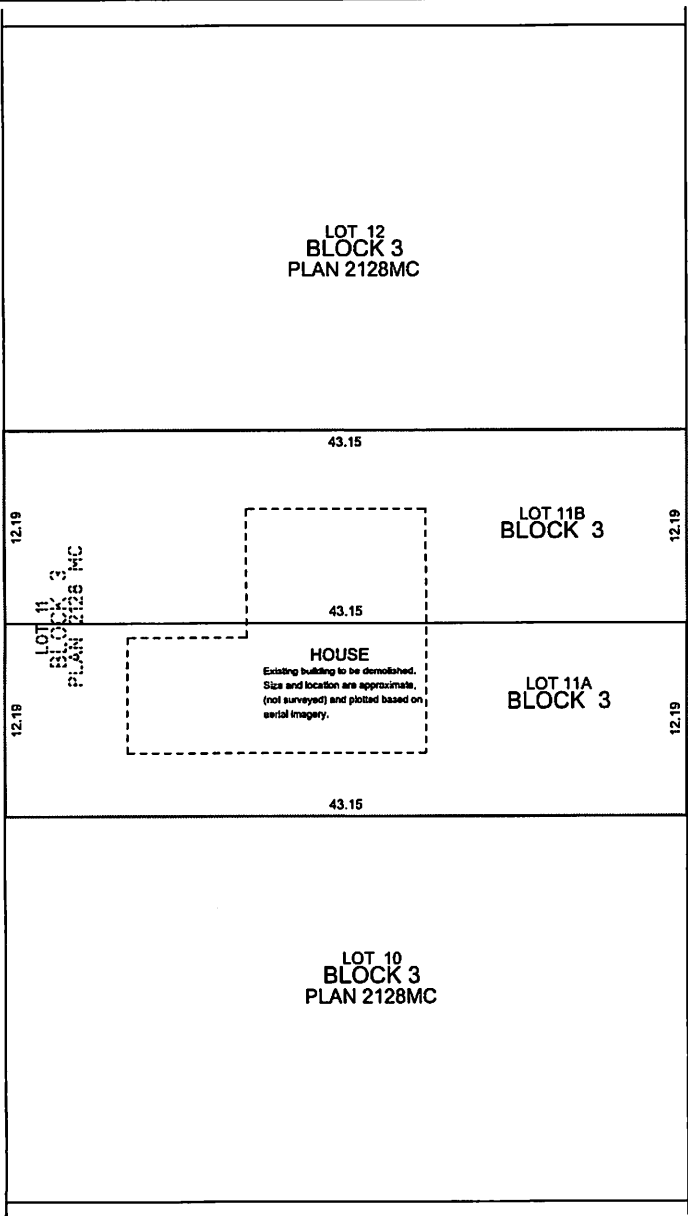 LOT 12
BLOCK 3
PLAN 2128MC
43.15
12.19
LOT 11B
BLOCK 3
12.19
LOT 11
BLOCK 3
PLAN 2128 MC
43.15
HOUSE
Existing building to be demolished.
Size and location are approximate,
(not surveyed) and plotted based on
aerial imagery.
12.19
LOT 11A
BLOCK 3
12.19
43.15
LOT 10
BLOCK 3
PLAN 2128MC